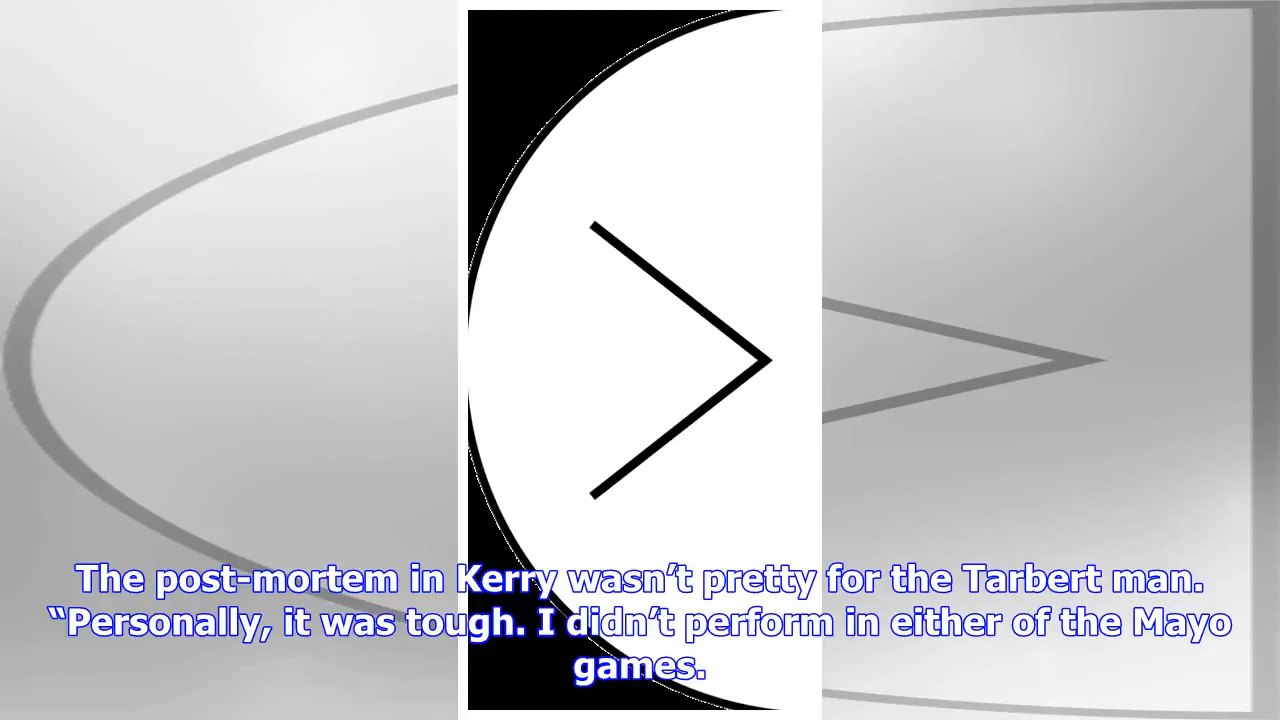 The post-mortem in Kerry wasn’t pretty for the Tarbert man.
“Personally, it was tough. I didn’t perform in either of the Mayo
games.